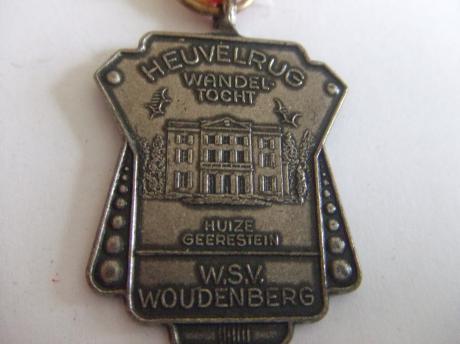 HEUVELRUG
WANDEL-
TOCHT
HUIZE
GEERESTEIN
W.S.V.
WOUDENBERG